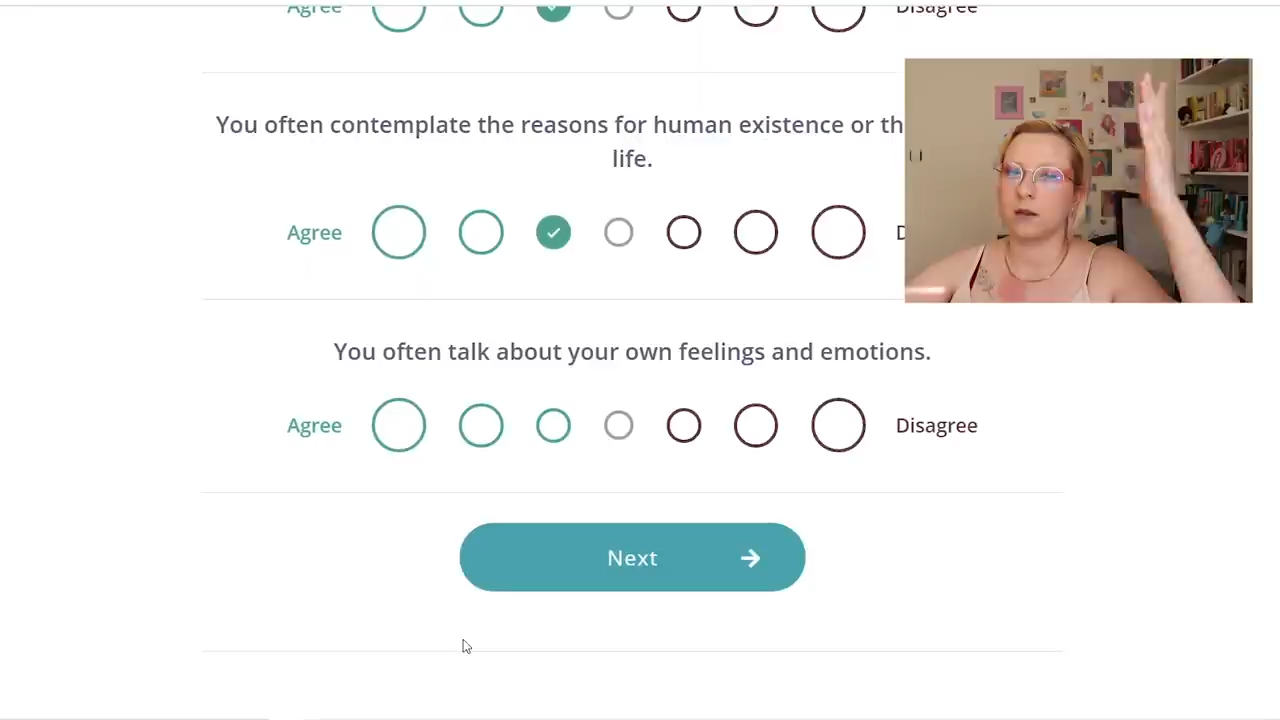 Agree Disagree
You often contemplate the reasons for human existence or th
life.
Agree D
You often talk about your own feelings and emotions.
Agree Disagree
Next